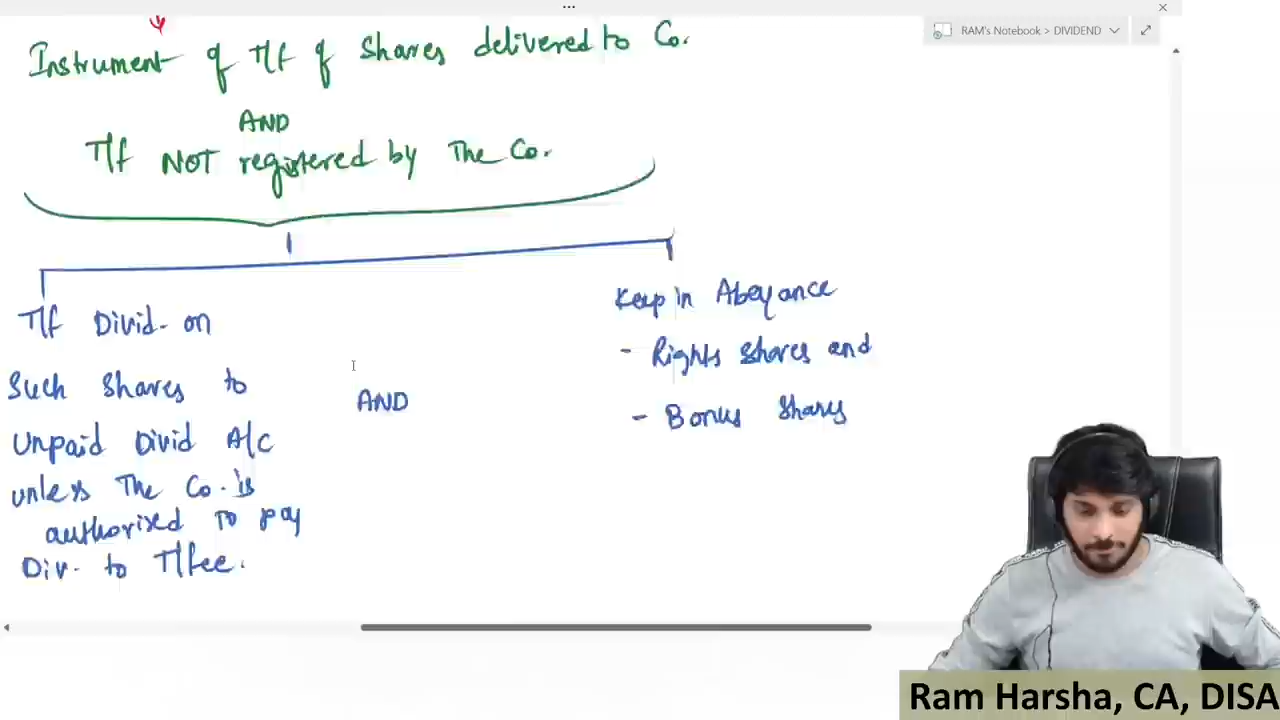 RAM's Notebook > DIVIDEND
Instrument of T/f of Shares delivered to Co.
AND
T/f NOT registered by The Co.
T/f Divid. on
Such Shares to
Unpaid Divid A/c
unless The Co. is
authorised To pay
Div. to T/fee.
AND
Keep in Abeyance
- Rights Shares and
- Bonus Shares
Ram Harsha, CA, DISA